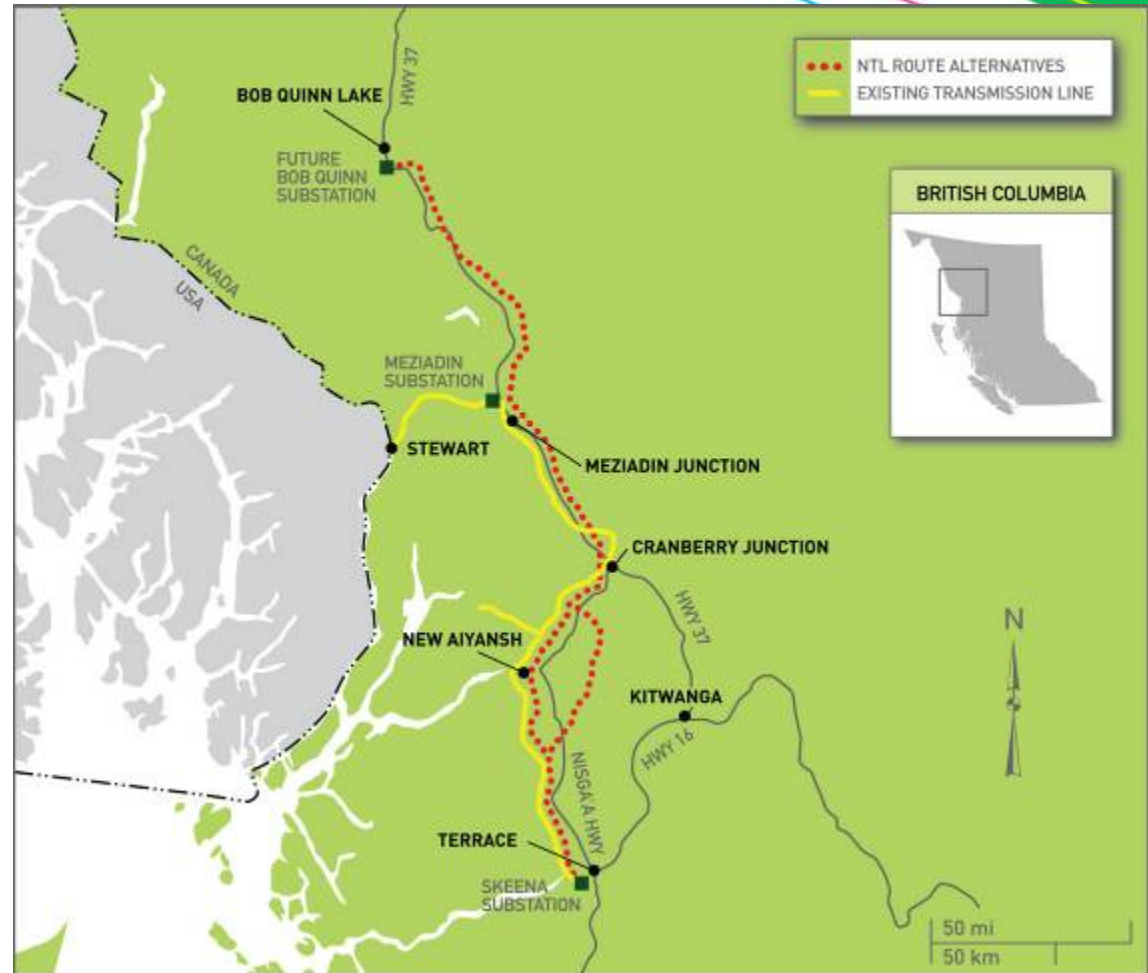 HWY 37
NTL ROUTE ALTERNATIVES
EXISTING TRANSMISSION LINE
BOB QUINN LAKE
FUTURE
BOB QUINN
SUBSTATION
BRITISH COLUMBIA
CANADA
USA
MEZIADIN
SUBSTATION
STEWART
MEZIADIN JUNCTION
CRANBERRY JUNCTION
HWY 37
N
NEW AIYANSH
KITWANGA
HWY 16
NISGA'A HWY
TERRACE
SKEENA
SUBSTATION
50 mi
50 km